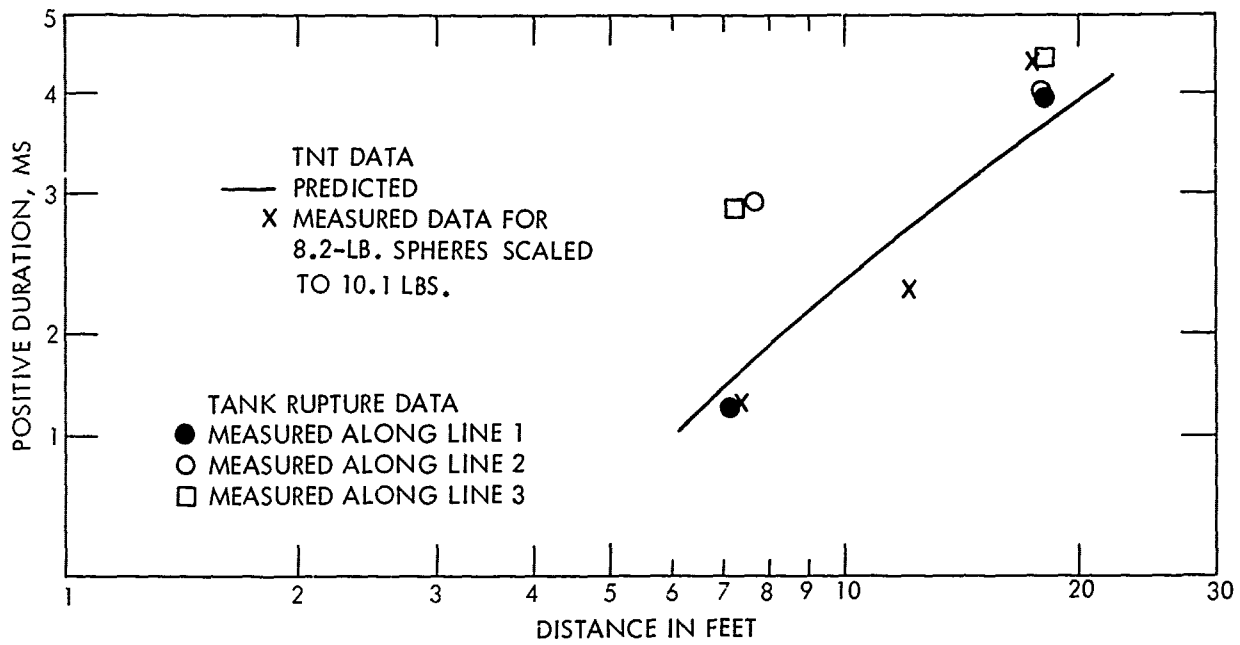 5
4
3
2
1
POSITIVE DURATION, MS
TNT DATA
PREDICTED
X MEASURED DATA FOR
8.2-LB. SPHERES SCALED
TO 10.1 LBS.
TANK RUPTURE DATA
MEASURED ALONG LINE 1
MEASURED ALONG LINE 2
MEASURED ALONG LINE 3
1 2 3 4 5 6 7 8 9 10 20 30
DISTANCE IN FEET